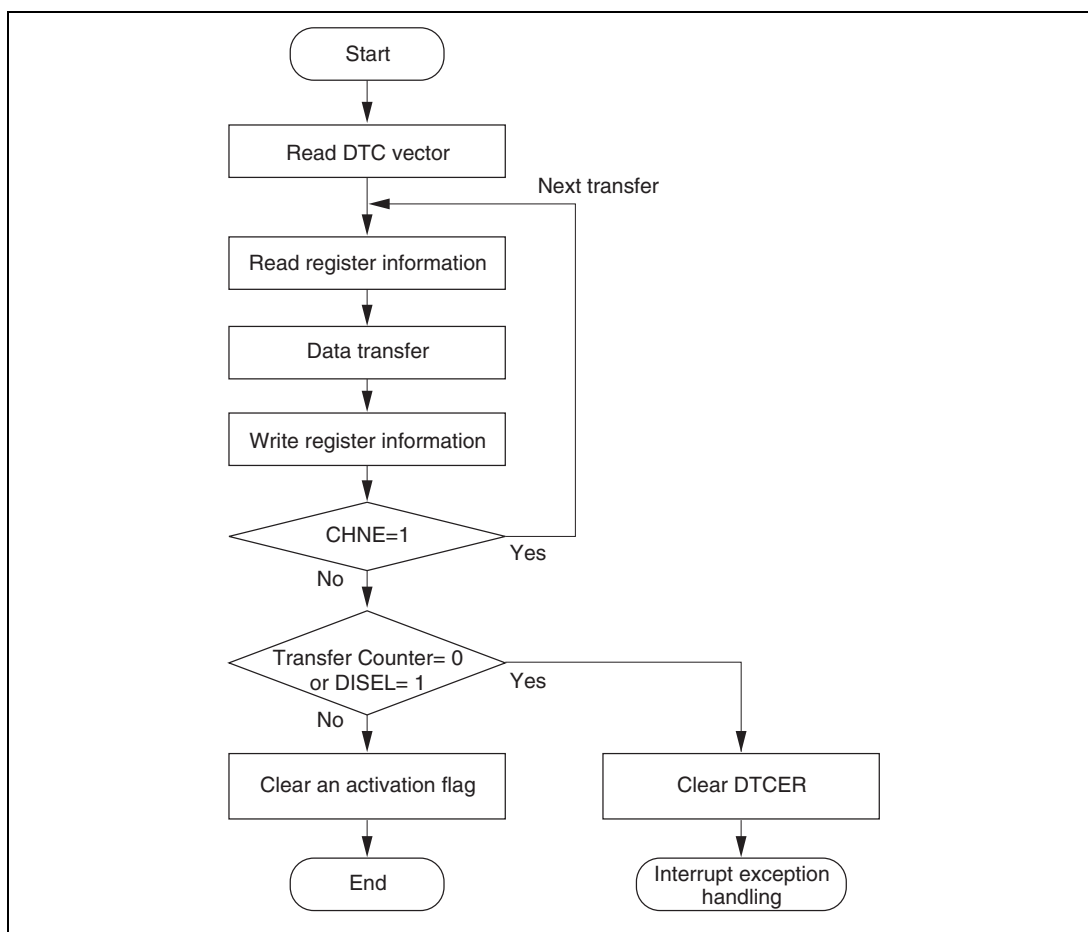 Start
Read DTC vector
Next transfer
Read register information
Data transfer
Write register information
CHNE=1
Yes
No
Transfer Counter= 0
or DISEL= 1
Yes
No
Clear an activation flag
Clear DTCER
End
Interrupt exception
handling